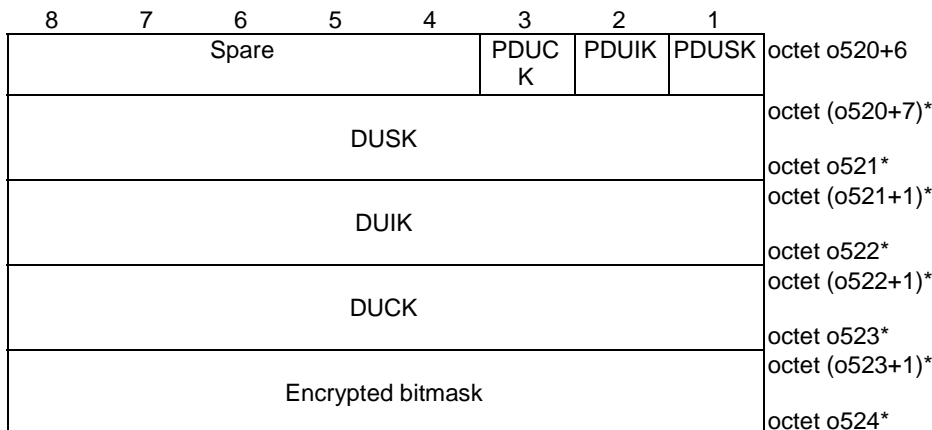 8 7 6 5 4 3 2 1
Spare PDUC PDUIK PDUSK octet o520+6
K
octet (o520+7)*
DUSK
octet o521*
octet (o521+1)*
DUIK
octet o522*
octet (o522+1)*
DUCK
octet o523*
octet (o523+1)*
Encrypted bitmask
octet o524*